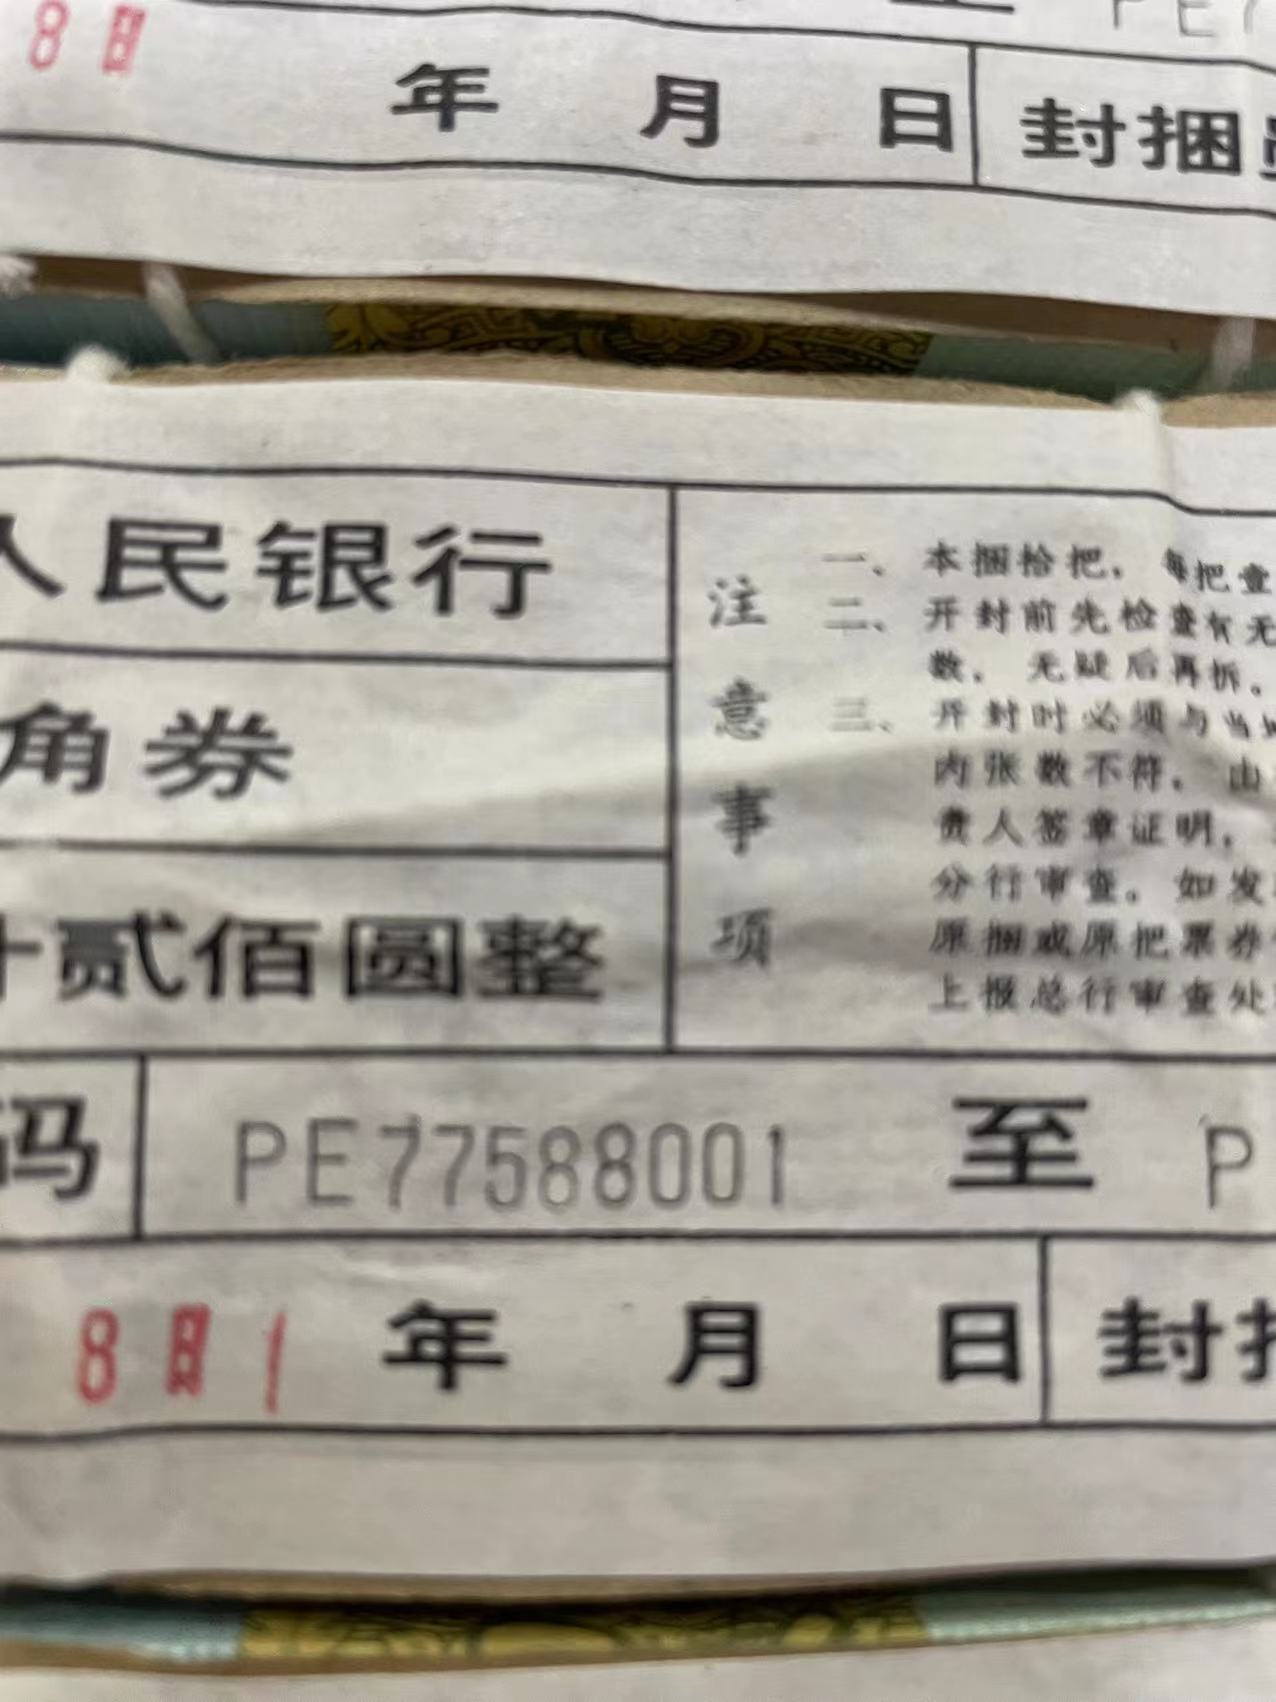 8
年 月 日 封捆
人民银行
角券
贰佰圆整
注意事项
一、本捆拾把，每把壹
二、开封前先检查有无
数，无疑后再拆。
三、开封时必须与当
内张数不符，由
责人签章证明，
分行审查。如发
原捆或原把票券
上报总行审查处
码 PE77588001 至 P
8 1 年 月 日 封